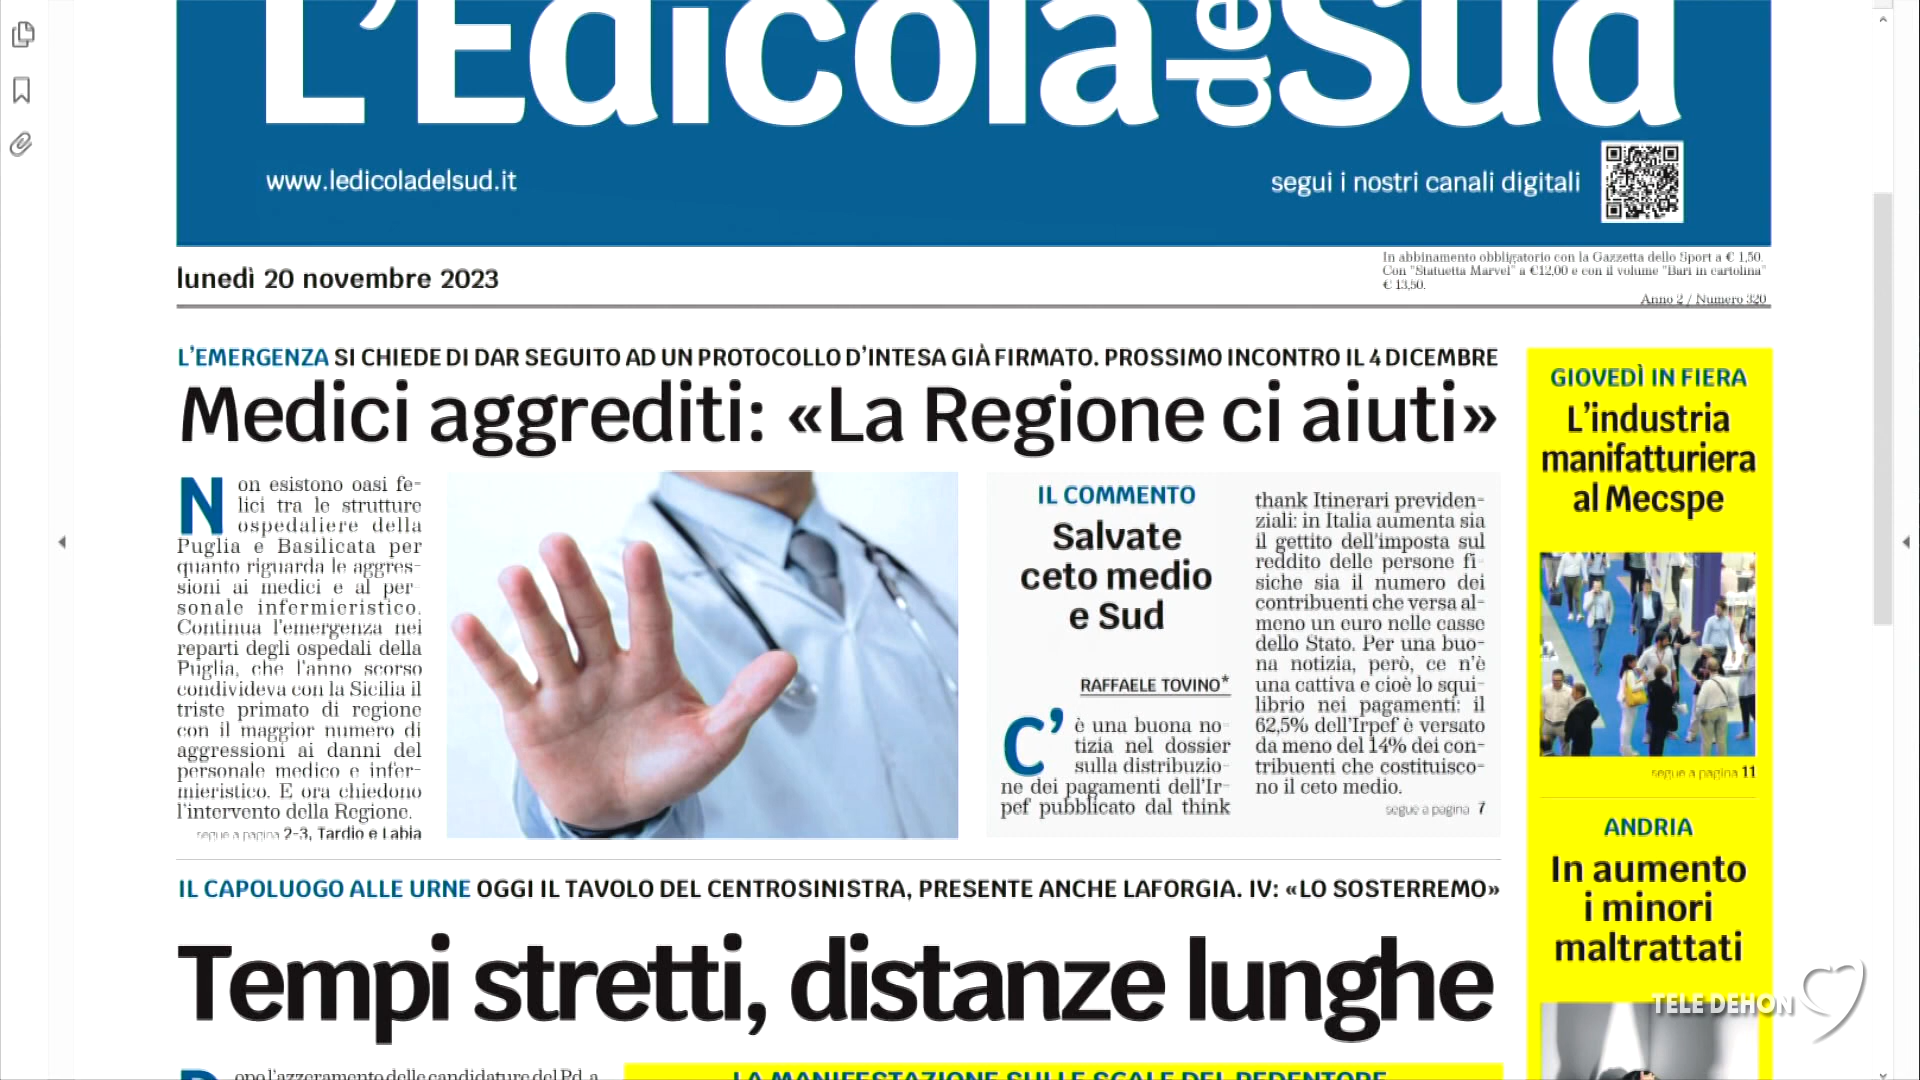 L'Edicola del Sud
www.ledicoladelsud.it
segui i nostri canali digitali
lunedì 20 novembre 2023
In abbinamento obbligatorio con la Gazzetta dello Sport a € 1,50.
Con "Statuetta Marvel" a €12,00 e con il volume "Bari in cartolina"
€ 13,50.
Anno 2 / Numero 320
L'EMERGENZA SI CHIEDE DI DAR SEGUITO AD UN PROTOCOLLO D'INTESA GIÀ FIRMATO. PROSSIMO INCONTRO IL 4 DICEMBRE
Medici aggrediti: «La Regione ci aiuti»
Non esistono oasi fe-
lici tra le strutture
ospedaliere della
Puglia e Basilicata per
quanto riguarda le aggres-
sioni ai medici e al per-
sonale infermieristico.
Continua l'emergenza nei
reparti degli ospedali della
Puglia, che l'anno scorso
condivideva con la Sicilia il
triste primato di regione
con il maggior numero di
aggressioni ai danni del
personale medico e infer-
mieristico. E ora chiedono
l'intervento della Regione.
segue a pagina 2-3, Tardio e Labia
IL COMMENTO
Salvate
ceto medio
e Sud
RAFFAELE TOVINO*
C'è una buona no-
tizia nel dossier
sulla distribuzio-
ne dei pagamenti dell'Ir-
pef pubblicato dal think
thank Itinerari previden-
ziali: in Italia aumenta sia
il gettito dell'imposta sul
reddito delle persone fi-
siche sia il numero dei
contribuenti che versa al-
meno un euro nelle casse
dello Stato. Per una buo-
na notizia, però, ce n'è
una cattiva e cioè lo squi-
librio nei pagamenti: il
62,5% dell'Irpef è versato
da meno del 14% dei con-
tribuenti che costituisco-
no il ceto medio.
segue a pagina 7
GIOVEDÌ IN FIERA
L'industria
manifatturiera
al Mecspe
segue a pagina 11
ANDRIA
In aumento
i minori
maltrattati
IL CAPOLUOGO ALLE URNE OGGI IL TAVOLO DEL CENTROSINISTRA, PRESENTE ANCHE LAFORGIA. IV: «LO SOSTERREMO»
Tempi stretti, distanze lunghe
Dopo l'azzeramento delle candidature del Pd, a
LA MANIFESTAZIONE SULLE SCALE DEL REDENTORE
TELE DEHON